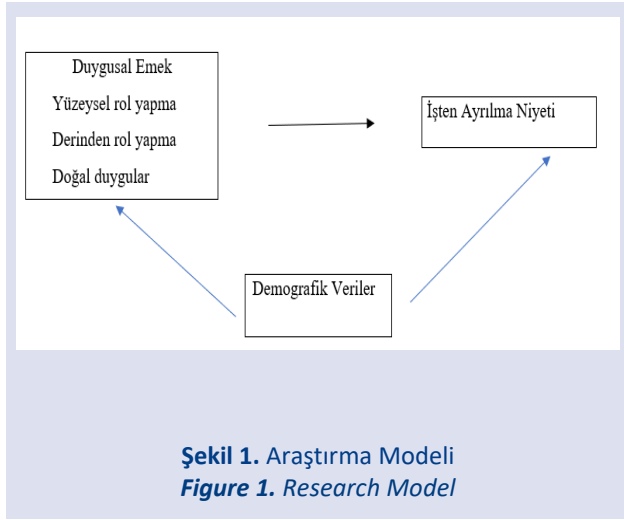 Duygusal Emek
Yüzeysel rol yapma
Derinden rol yapma
Doğal duygular
İşten Ayrılma Niyeti
Demografik Veriler
Şekil 1. Araştırma Modeli
Figure 1. Research Model